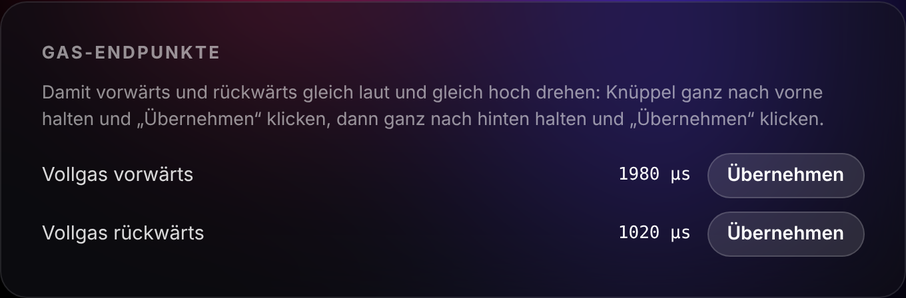 GAS-ENDPUNKTE
Damit vorwärts und rückwärts gleich laut und gleich hoch drehen: Knüppel ganz nach vorne
halten und „Übernehmen“ klicken, dann ganz nach hinten halten und „Übernehmen“ klicken.
Vollgas vorwärts 1980 µs Übernehmen
Vollgas rückwärts 1020 µs Übernehmen